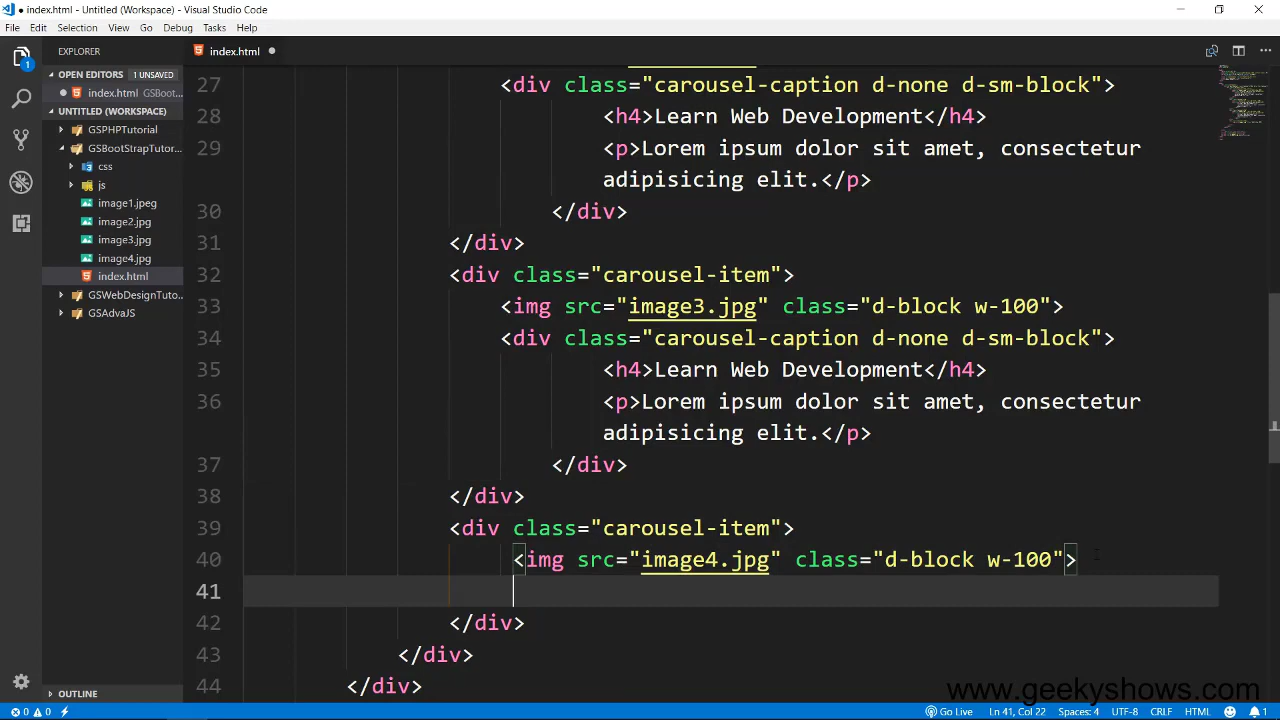 index.html - Untitled (Workspace) - Visual Studio Code
File Edit Selection View Go Debug Tasks Help
EXPLORER
index.html
OPEN EDITORS 1 UNSAVED
index.html GSBoot...
UNTITLED (WORKSPACE)
GSPHPTutorial
GSBootStrapTutor...
css
js
image1.jpeg
image2.jpg
image3.jpg
image4.jpg
index.html
GSWebDesignTuto...
GSAdvaJS
OUTLINE
1
27 <div class="carousel-caption d-none d-sm-block">
28 <h4>Learn Web Development</h4>
29 <p>Lorem ipsum dolor sit amet, consectetur
adipisicing elit.</p>
30 </div>
31 </div>
32 <div class="carousel-item">
33 <img src="image3.jpg" class="d-block w-100">
34 <div class="carousel-caption d-none d-sm-block">
35 <h4>Learn Web Development</h4>
36 <p>Lorem ipsum dolor sit amet, consectetur
adipisicing elit.</p>
37 </div>
38 </div>
39 <div class="carousel-item">
40 <img src="image4.jpg" class="d-block w-100">
41
42 </div>
43 </div>
44 </div>
www.geekyshows.com
0 0 Go Live Ln 41, Col 22 Spaces: 4 UTF-8 CRLF HTML 1